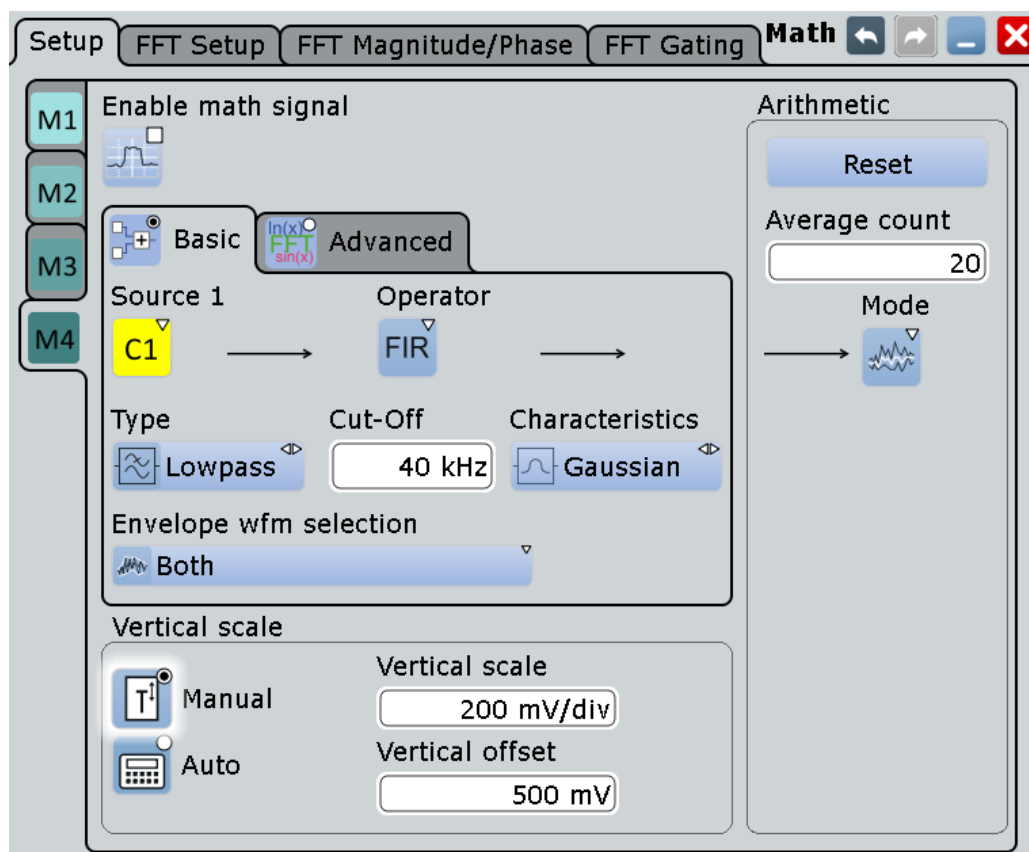 Setup FFT Setup FFT Magnitude/Phase FFT Gating Math
M1
M2
M3
M4
Enable math signal
Basic
ln(x)
FFT
sin(x)
Advanced
Source 1 Operator
C1 FIR
Type Cut-Off Characteristics
Lowpass 40 kHz Gaussian
Envelope wfm selection
Both
Vertical scale
T Manual
Auto
Vertical scale
200 mV/div
Vertical offset
500 mV
Arithmetic
Reset
Average count
20
Mode